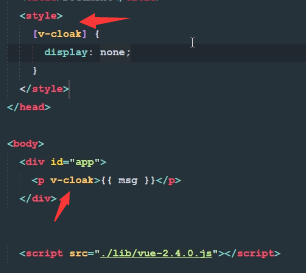 <style>
[v-cloak] {
display: none;
}
</style>
</head>
<body>
<div id="app">
<p v-cloak>{{ msg }}</p>
</div>
<script src="./lib/vue-2.4.0.js"></script>